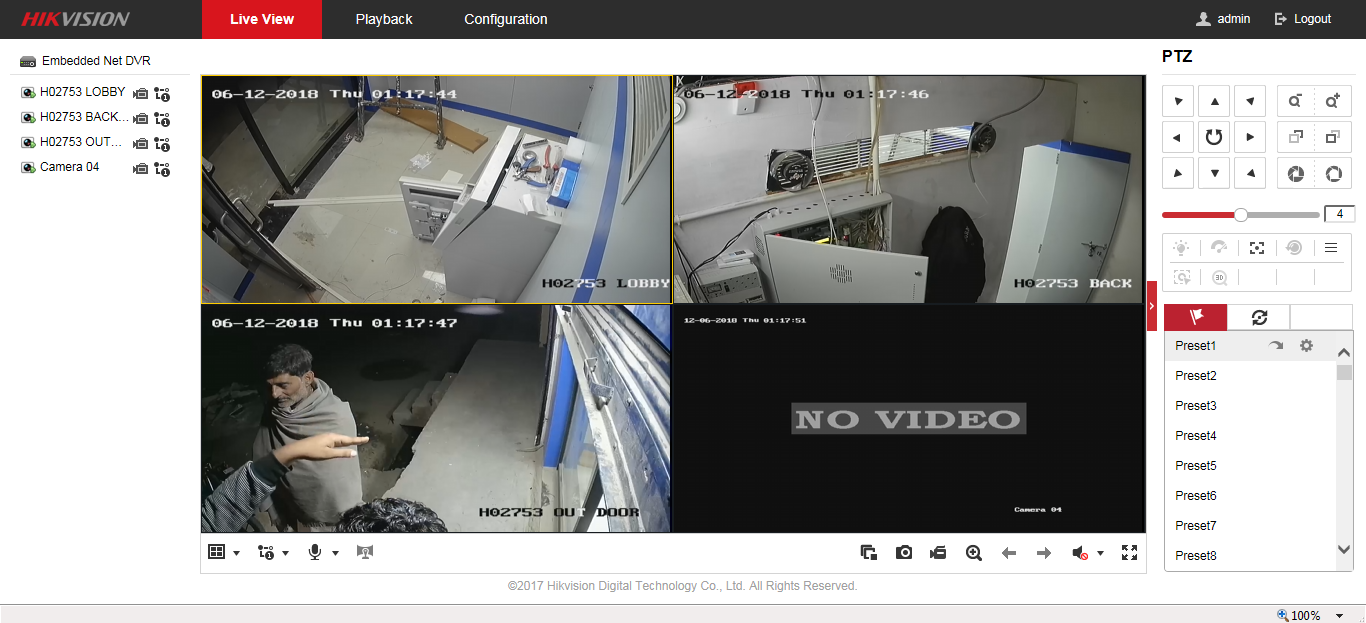 HIKVISION Live View Playback Configuration admin Logout
Embedded Net DVR
H02753 LOBBY
H02753 BACK...
H02753 OUT...
Camera 04
06-12-2018 Thu 01:17:44
H02753 LOBBY
06-12-2018 Thu 01:17:46
H02753 BACK
06-12-2018 Thu 01:17:47
H02753 OUT DOOR
12-06-2018 Thu 01:17:51
NO VIDEO
Camera 04
PTZ
4
3D
Preset1
Preset2
Preset3
Preset4
Preset5
Preset6
Preset7
Preset8
©2017 Hikvision Digital Technology Co., Ltd. All Rights Reserved.
100%